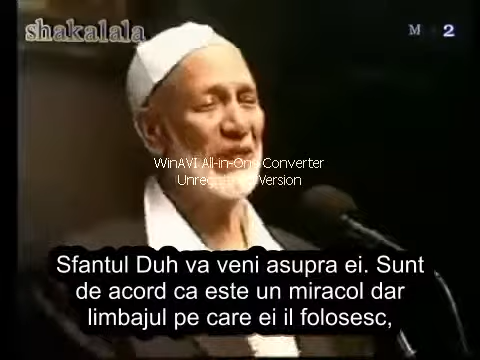 shakalala
M 2
WinAVI All-in-One Converter
Unregistered Version
Sfantul Duh va veni asupra ei. Sunt
de acord ca este un miracol dar
limbajul pe care ei il folosesc,